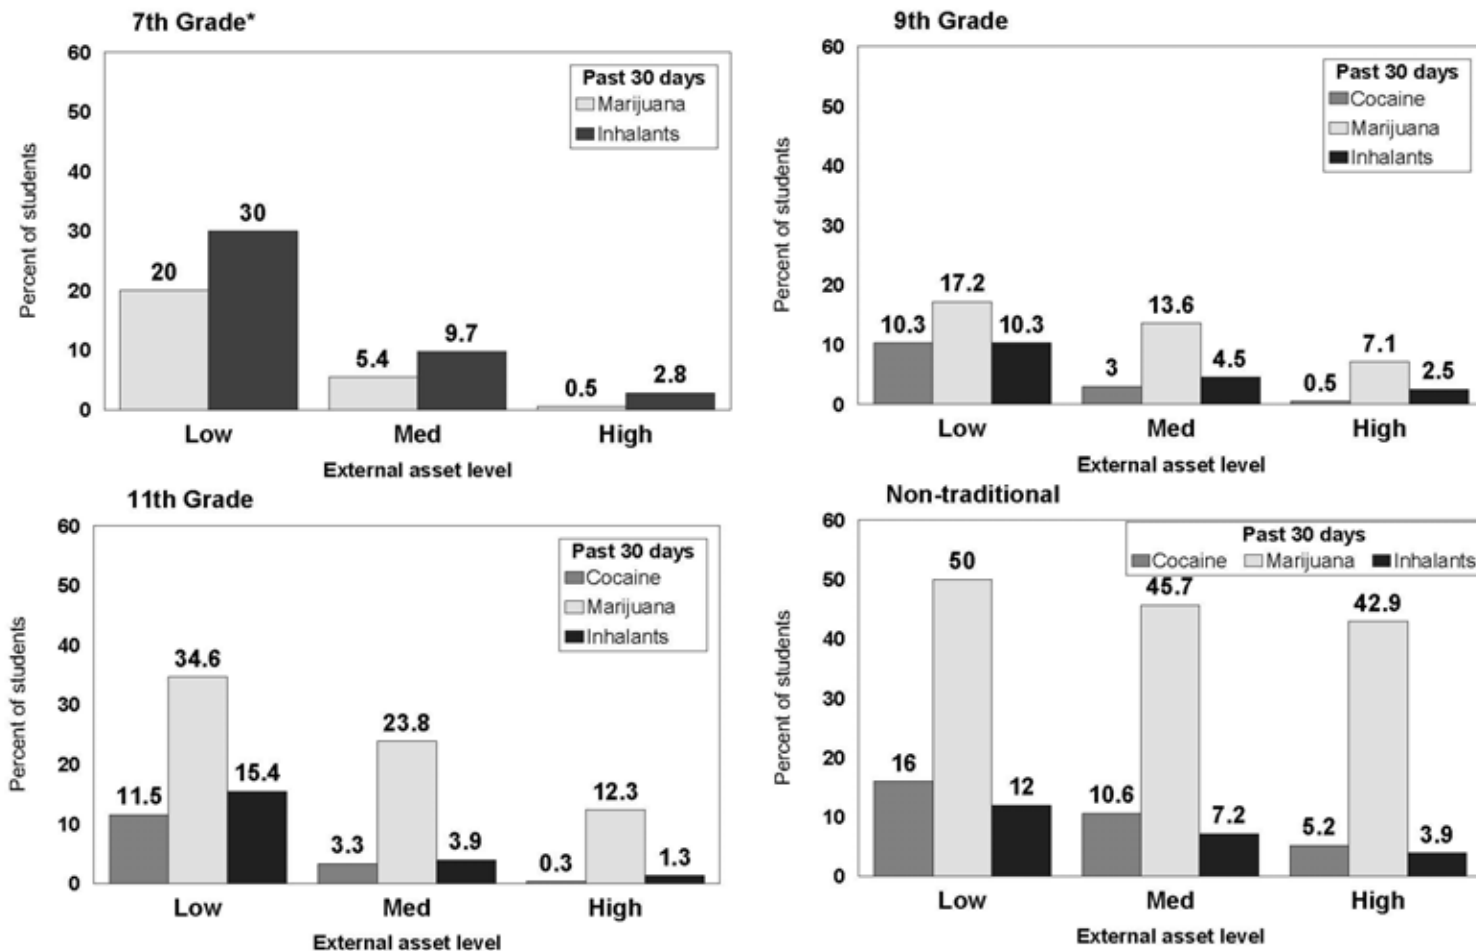 7th Grade*
60
50
40
30
20
10
0
Percent of students
Past 30 days
Marijuana
Inhalants
20
30
5.4
9.7
0.5
2.8
Low Med High
External asset level
9th Grade
60
50
40
30
20
10
0
Percent of students
Past 30 days
Cocaine
Marijuana
Inhalants
10.3
17.2
10.3
3
13.6
4.5
0.5
7.1
2.5
Low Med High
External asset level
11th Grade
60
50
40
30
20
10
0
Percent of students
Past 30 days
Cocaine
Marijuana
Inhalants
11.5
34.6
15.4
3.3
23.8
3.9
0.3
12.3
1.3
Low Med High
External asset level
Non-traditional
60
50
40
30
20
10
0
Percent of students
Past 30 days
Cocaine Marijuana Inhalants
16
50
12
10.6
45.7
7.2
5.2
42.9
3.9
Low Med High
External asset level